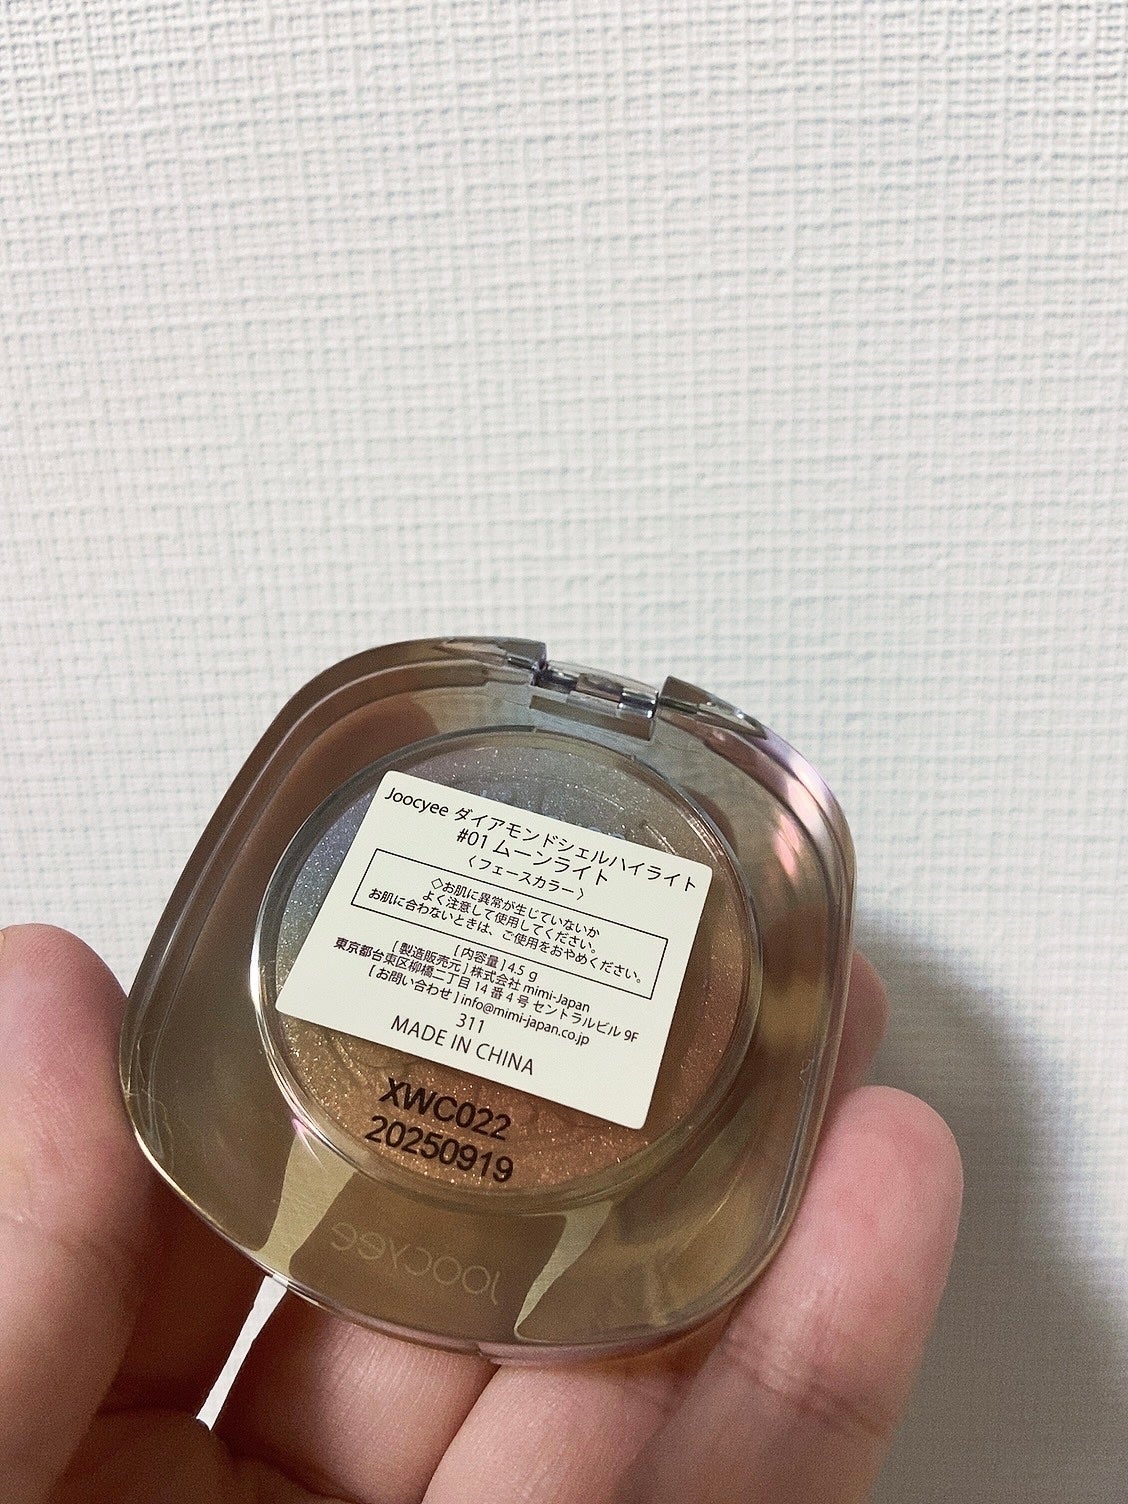 Joocyee ダイアモンドシェルハイライト
#01 ムーンライト
〈フェースカラー〉
◇お肌に異常が生じていないか
よく注意して使用してください。
お肌に合わないときは、ご使用をおやめください。
[ 内容量 ] 4.5 g
[ 製造販売元 ] 株式会社 mimi-Japan
東京都台東区柳橋二丁目 14 番 4 号 セントラルビル 9F
[ お問い合わせ ] info@mimi-japan.co.jp
311
MADE IN CHINA
XWC022
20250919
Joocyee